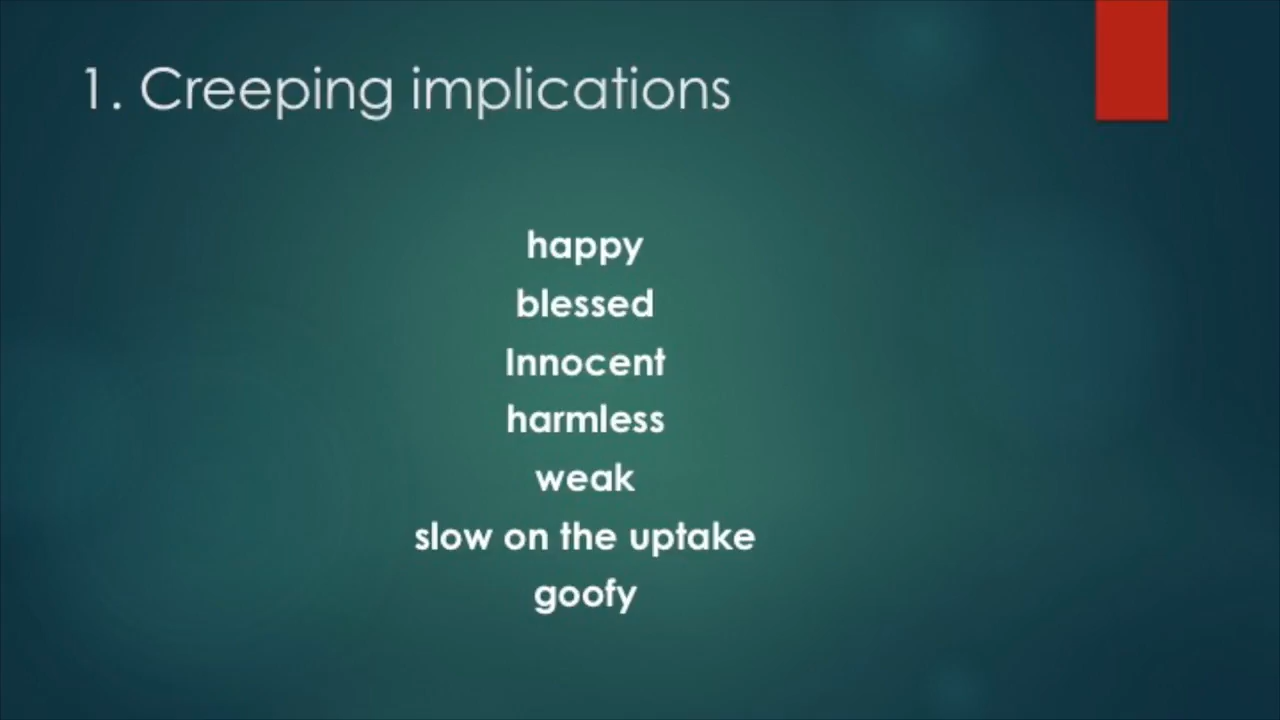 1. Creeping implications
happy
blessed
Innocent
harmless
weak
slow on the uptake
goofy